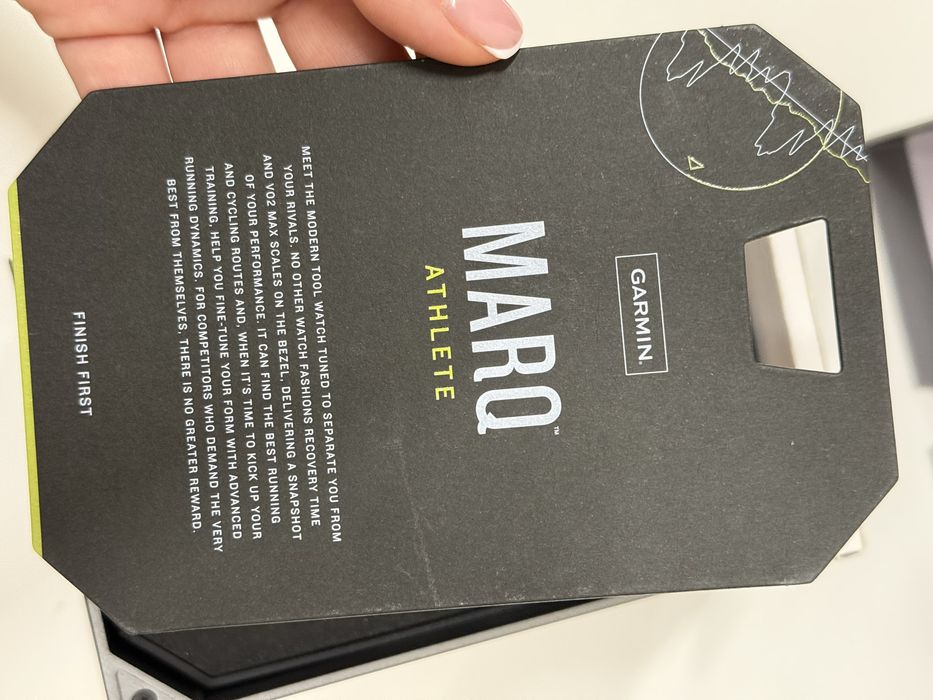 GARMIN.
MARQ™
ATHLETE
MEET THE MODERN TOOL WATCH TUNED TO SEPARATE YOU FROM
YOUR RIVALS. NO OTHER WATCH FASHIONS RECOVERY TIME
AND VO2 MAX SCALES ON THE BEZEL, DELIVERING A SNAPSHOT
OF YOUR PERFORMANCE. IT CAN FIND THE BEST RUNNING
AND CYCLING ROUTES AND, WHEN IT'S TIME TO KICK UP YOUR
TRAINING, HELP YOU FINE-TUNE YOUR FORM WITH ADVANCED
RUNNING DYNAMICS. FOR COMPETITORS WHO DEMAND THE VERY
BEST FROM THEMSELVES, THERE IS NO GREATER REWARD.
FINISH FIRST